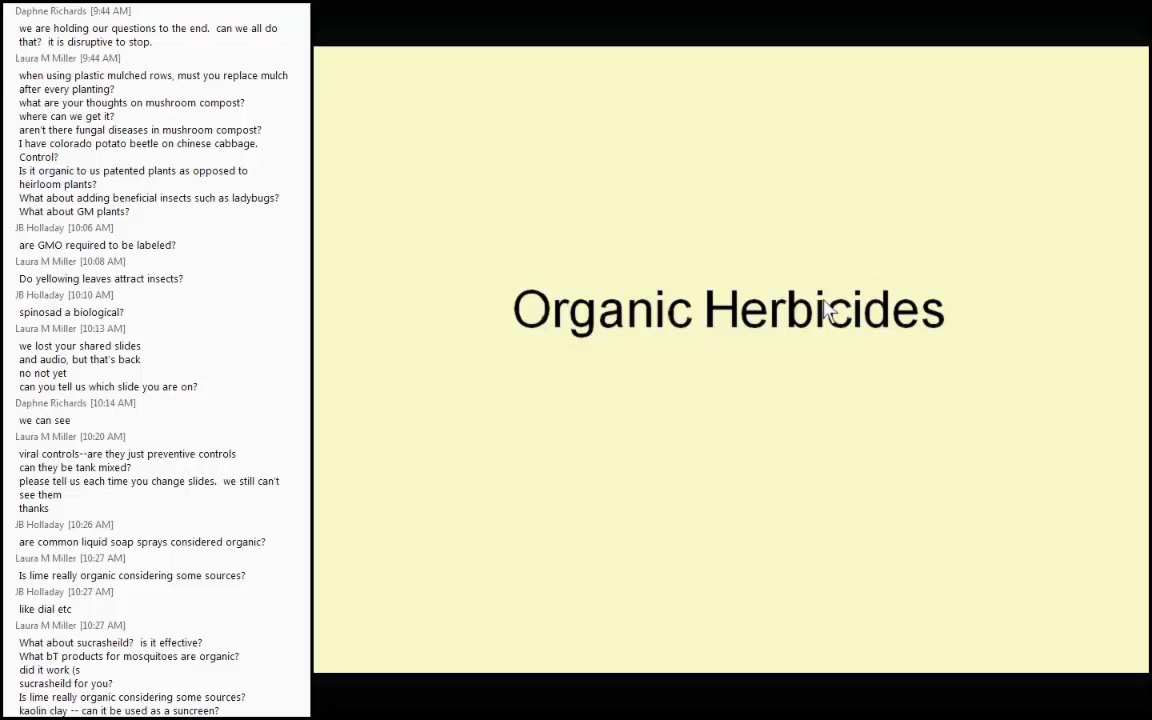 Daphne Richards [9:44 AM]
we are holding our questions to the end.  can we all do
that?  it is disruptive to stop.
Laura M Miller [9:44 AM]
when using plastic mulched rows, must you replace mulch
after every planting?
what are your thoughts on mushroom compost?
where can we get it?
aren't there fungal diseases in mushroom compost?
I have colorado potato beetle on chinese cabbage.
Control?
Is it organic to us patented plants as opposed to
heirloom plants?
What about adding beneficial insects such as ladybugs?
What about GM plants?
JB Holladay [10:06 AM]
are GMO required to be labeled?
Laura M Miller [10:08 AM]
Do yellowing leaves attract insects?
JB Holladay [10:10 AM]
spinosad a biological?
Laura M Miller [10:13 AM]
we lost your shared slides
and audio, but that's back
no not yet
can you tell us which slide you are on?
Daphne Richards [10:14 AM]
we can see
Laura M Miller [10:20 AM]
viral controls--are they just preventive controls
can they be tank mixed?
please tell us each time you change slides.  we still can't
see them
thanks
JB Holladay [10:26 AM]
are common liquid soap sprays considered organic?
Laura M Miller [10:27 AM]
Is lime really organic considering some sources?
JB Holladay [10:27 AM]
like dial etc
Laura M Miller [10:27 AM]
What about sucrasheild?  is it effective?
What bT products for mosquitoes are organic?
did it work (s
sucrasheild for you?
Is lime really organic considering some sources?
kaolin clay -- can it be used as a suncreen?
Organic Herbicides